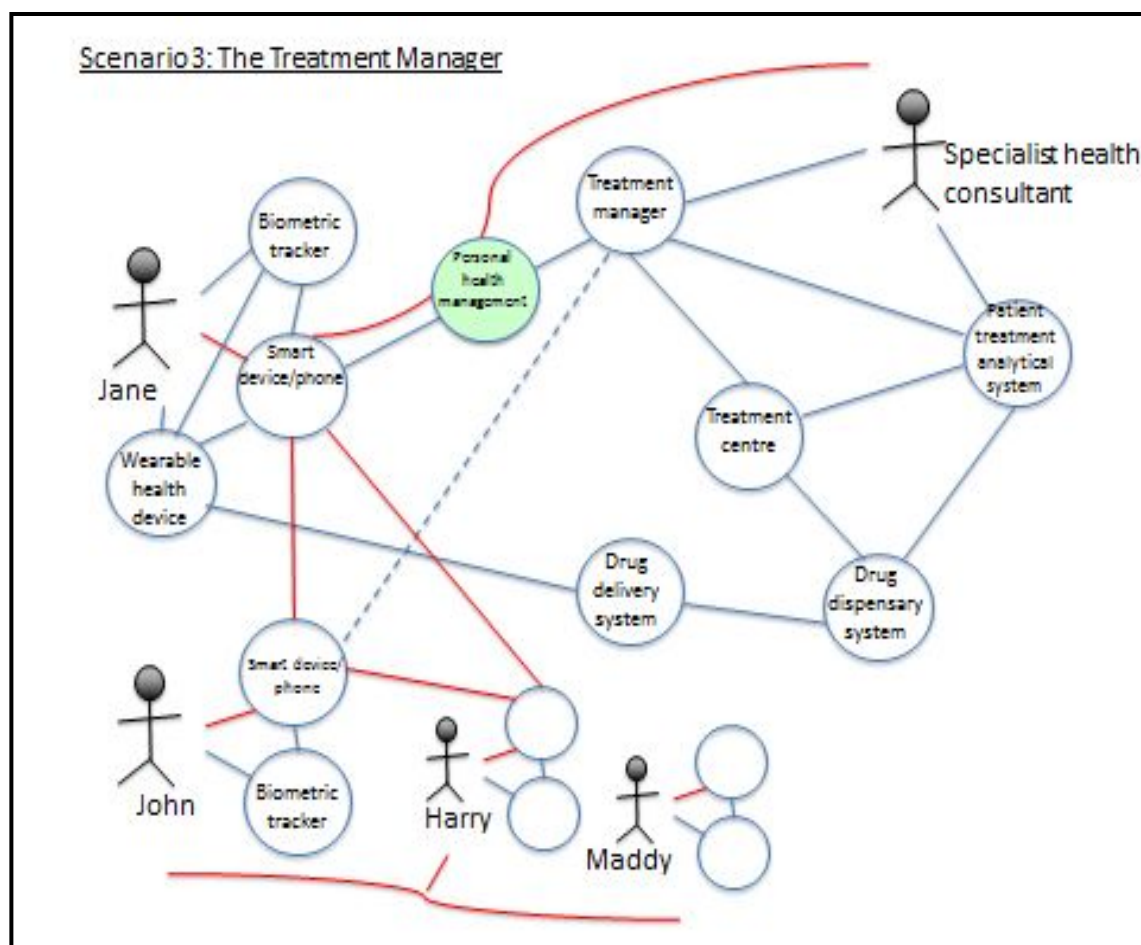 Scenario 3: The Treatment Manager
Specialist health
consultant
Treatment
manager
Biometric
tracker
Personal
health
management
Jane
Smart
device/phone
Patient
treatment
analytical
system
Treatment
centre
Wearable
health
device
Drug
delivery
system
Drug
dispensary
system
Smart device/
phone
John
Biometric
tracker
Harry
Maddy